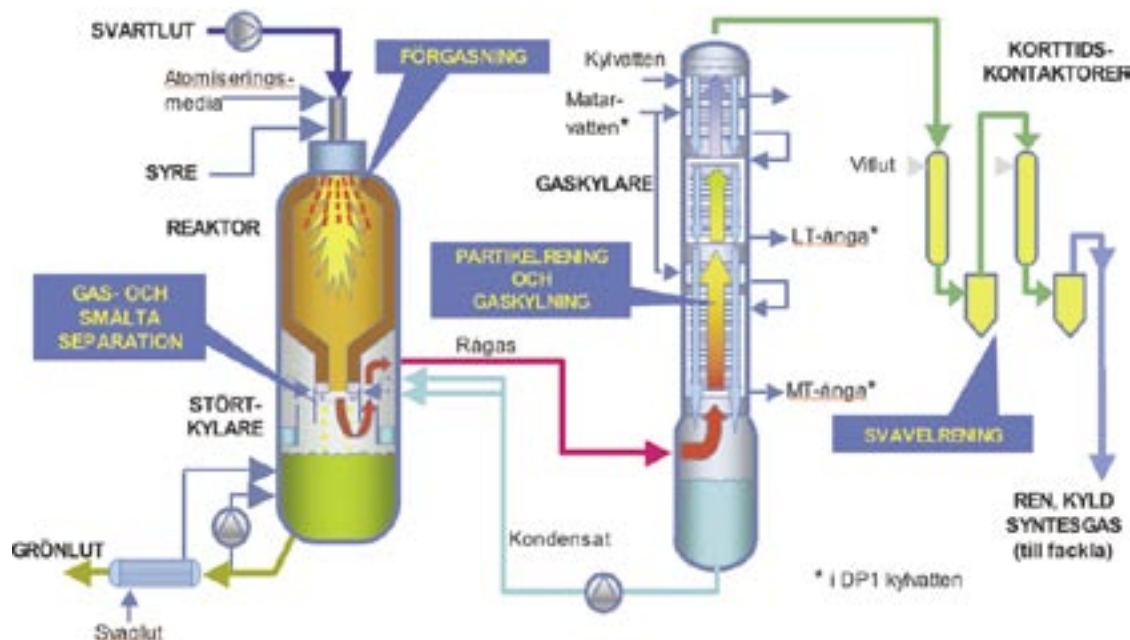 SVARTLUT
FÖRGASNING
Atomiserings-
media
SYRE
REAKTOR
GAS- OCH
SMÄLTA
SEPARATION
STÖRT-
KYLARE
GRÖNLUT
Svaglut
Rågas
Kondensat
Kylvatten
Matar-
vatten*
GASKYLARE
PARTIKELRENING
OCH
GASKYLNING
LT-ånga*
MT-ånga*
KORTTIDS-
KONTAKTORER
Vitlut
SVAVELRENING
REN, KYLD
SYNTESGAS
(till fackla)
* i DP1 kylvatten